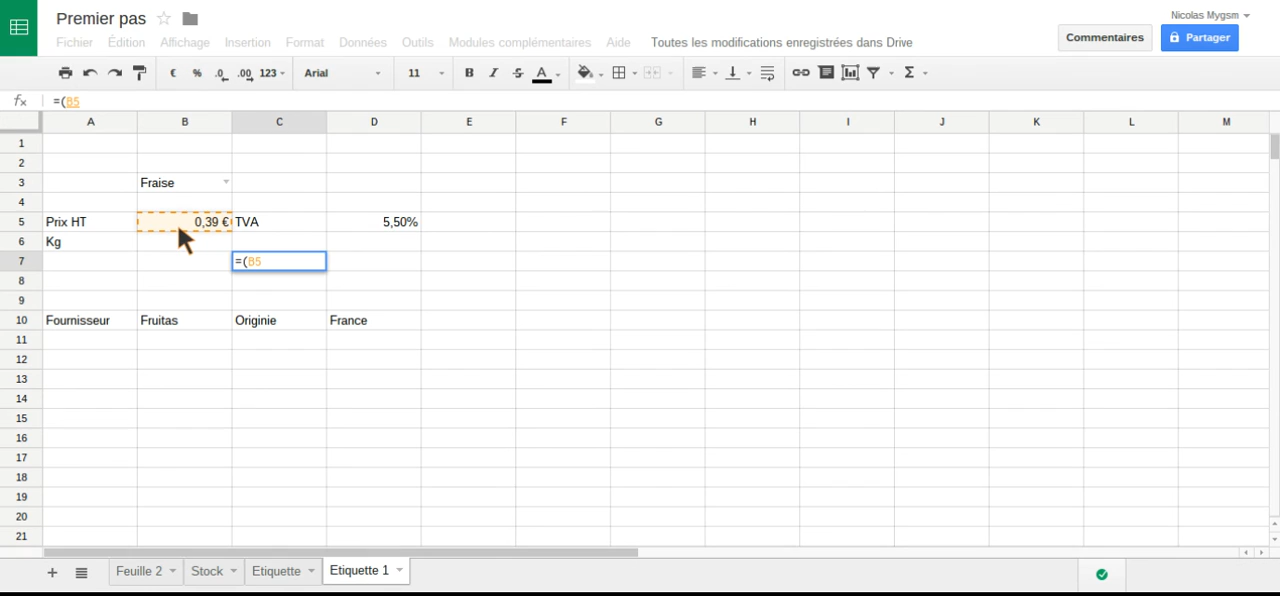 Premier pas
Nicolas Mygsm
Fichier Édition Affichage Insertion Format Données Outils Modules complémentaires Aide Toutes les modifications enregistrées dans Drive
Commentaires
Partager
€ % .0 .00 123 Arial 11 B I S A Σ
fx =(B5
A B C D E F G H I J K L M
1
2
3 Fraise
4
5 Prix HT 0,39 € TVA 5,50%
6 Kg
7 =(B5
8
9
10 Fournisseur Fruitas Originie France
11
12
13
14
15
16
17
18
19
20
21
+ Feuille 2 Stock Etiquette Etiquette 1